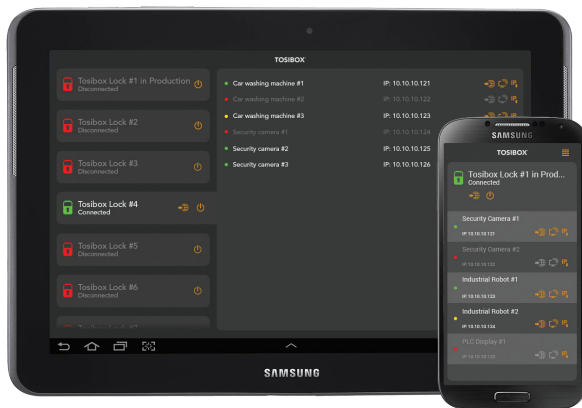 TOSIBOX
Tosibox Lock #1 in Production
Disconnected
Tosibox Lock #2
Disconnected
Tosibox Lock #3
Disconnected
Tosibox Lock #4
Connected
Tosibox Lock #5
Disconnected
Tosibox Lock #6
Disconnected
Tosibox Lock #7
Car washing machine #1 IP: 10.10.10.121
Car washing machine #2 IP: 10.10.10.122
Car washing machine #3 IP: 10.10.10.123
Security camera #1 IP: 10.10.10.124
Security camera #2 IP: 10.10.10.125
Security camera #3 IP: 10.10.10.126
SAMSUNG
SAMSUNG
TOSIBOX
Tosibox Lock #1 in Prod...
Connected
Security Camera #1
IP 10.10.10.121
Security Camera #2
IP 10.10.10.122
Industrial Robot #1
IP 10.10.10.123
Industrial Robot #2
IP 10.10.10.124
PLC Display #1
IP 10.10.10.125